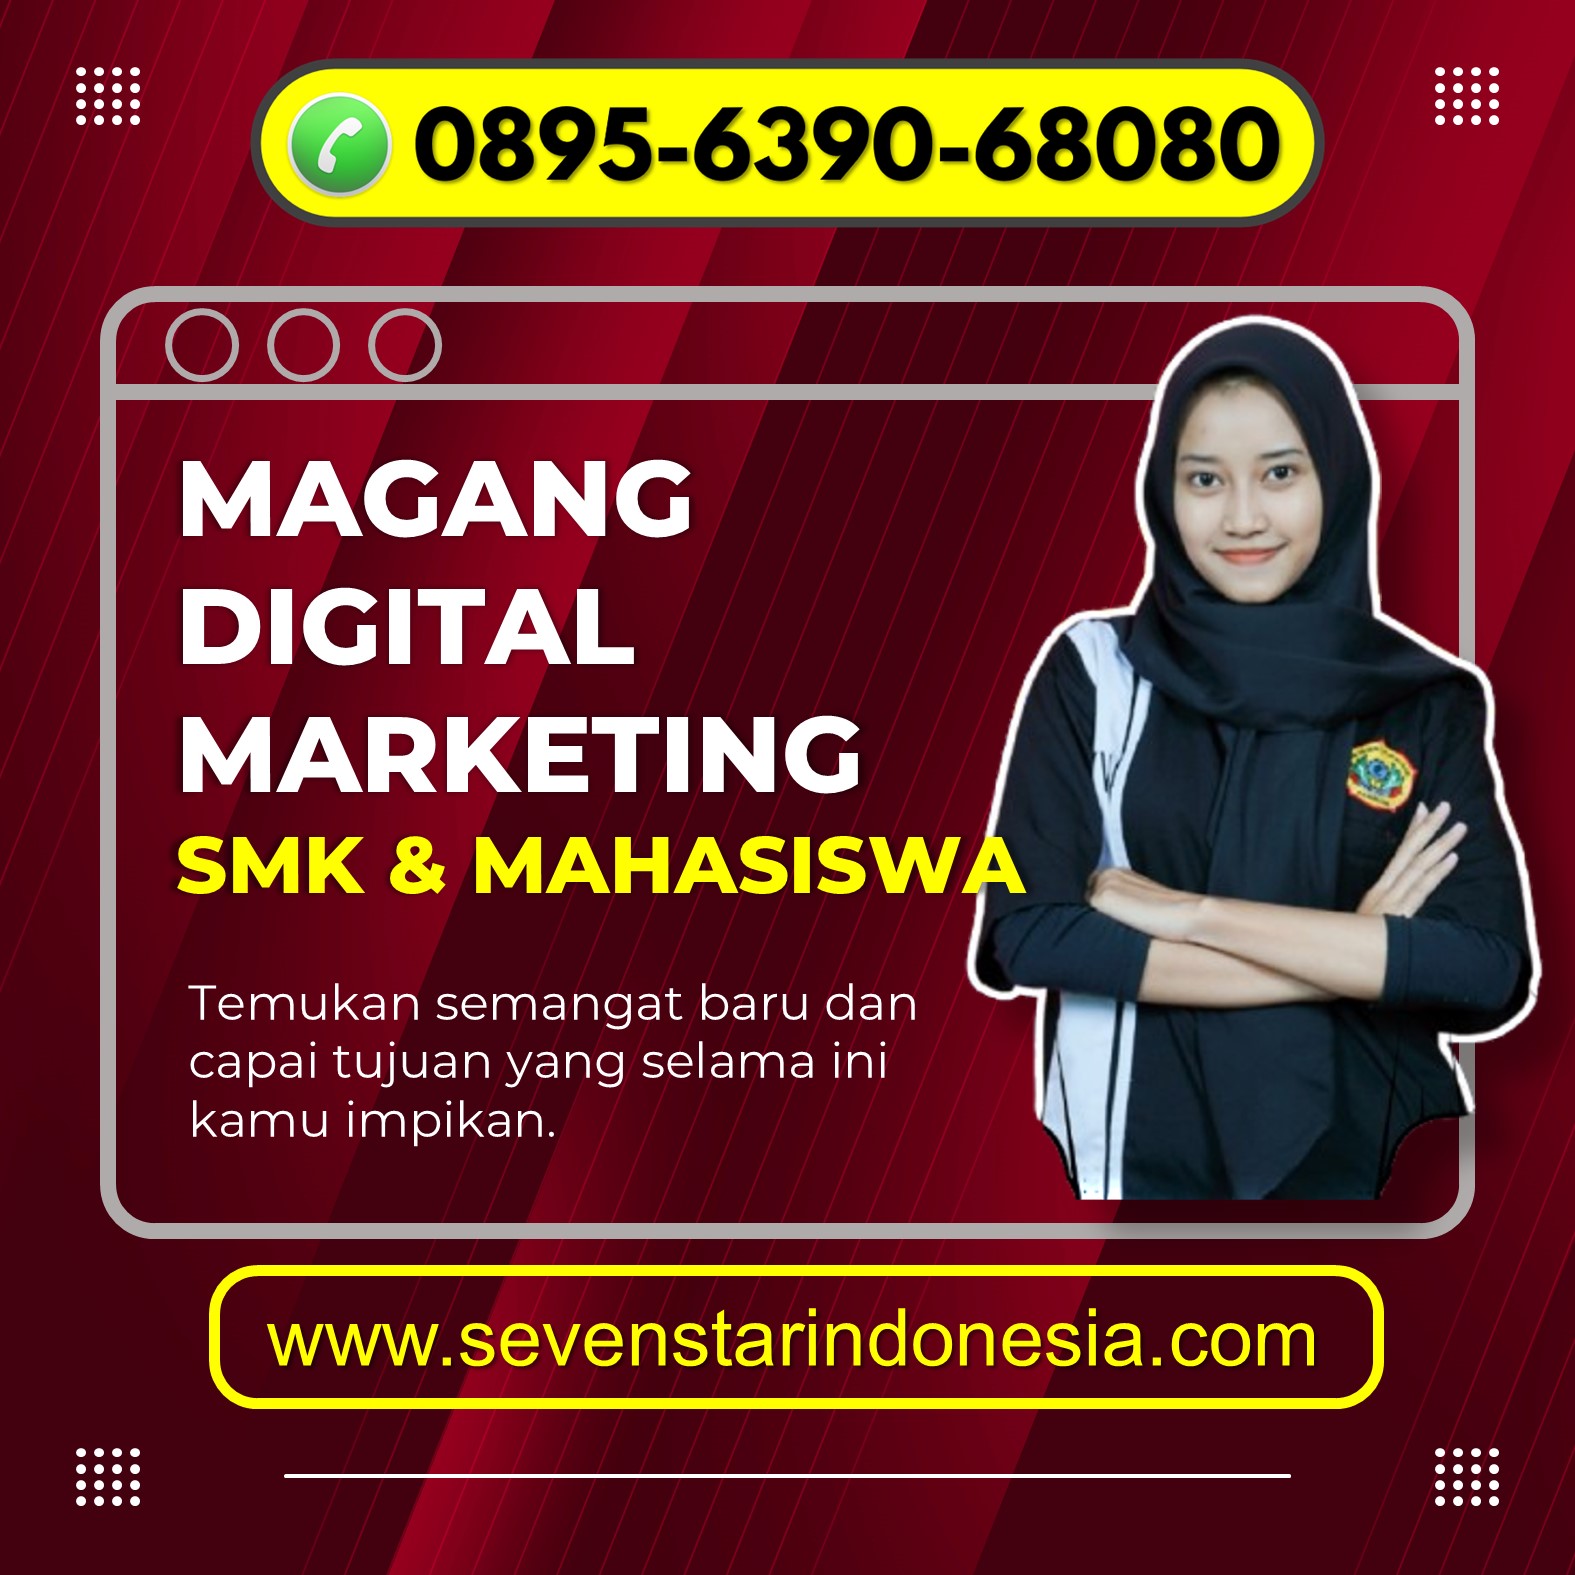 0895-6390-68080
MAGANG
DIGITAL
MARKETING
SMK & MAHASISWA
Temukan semangat baru dan
capai tujuan yang selama ini
kamu impikan.
www.sevenstarindonesia.com